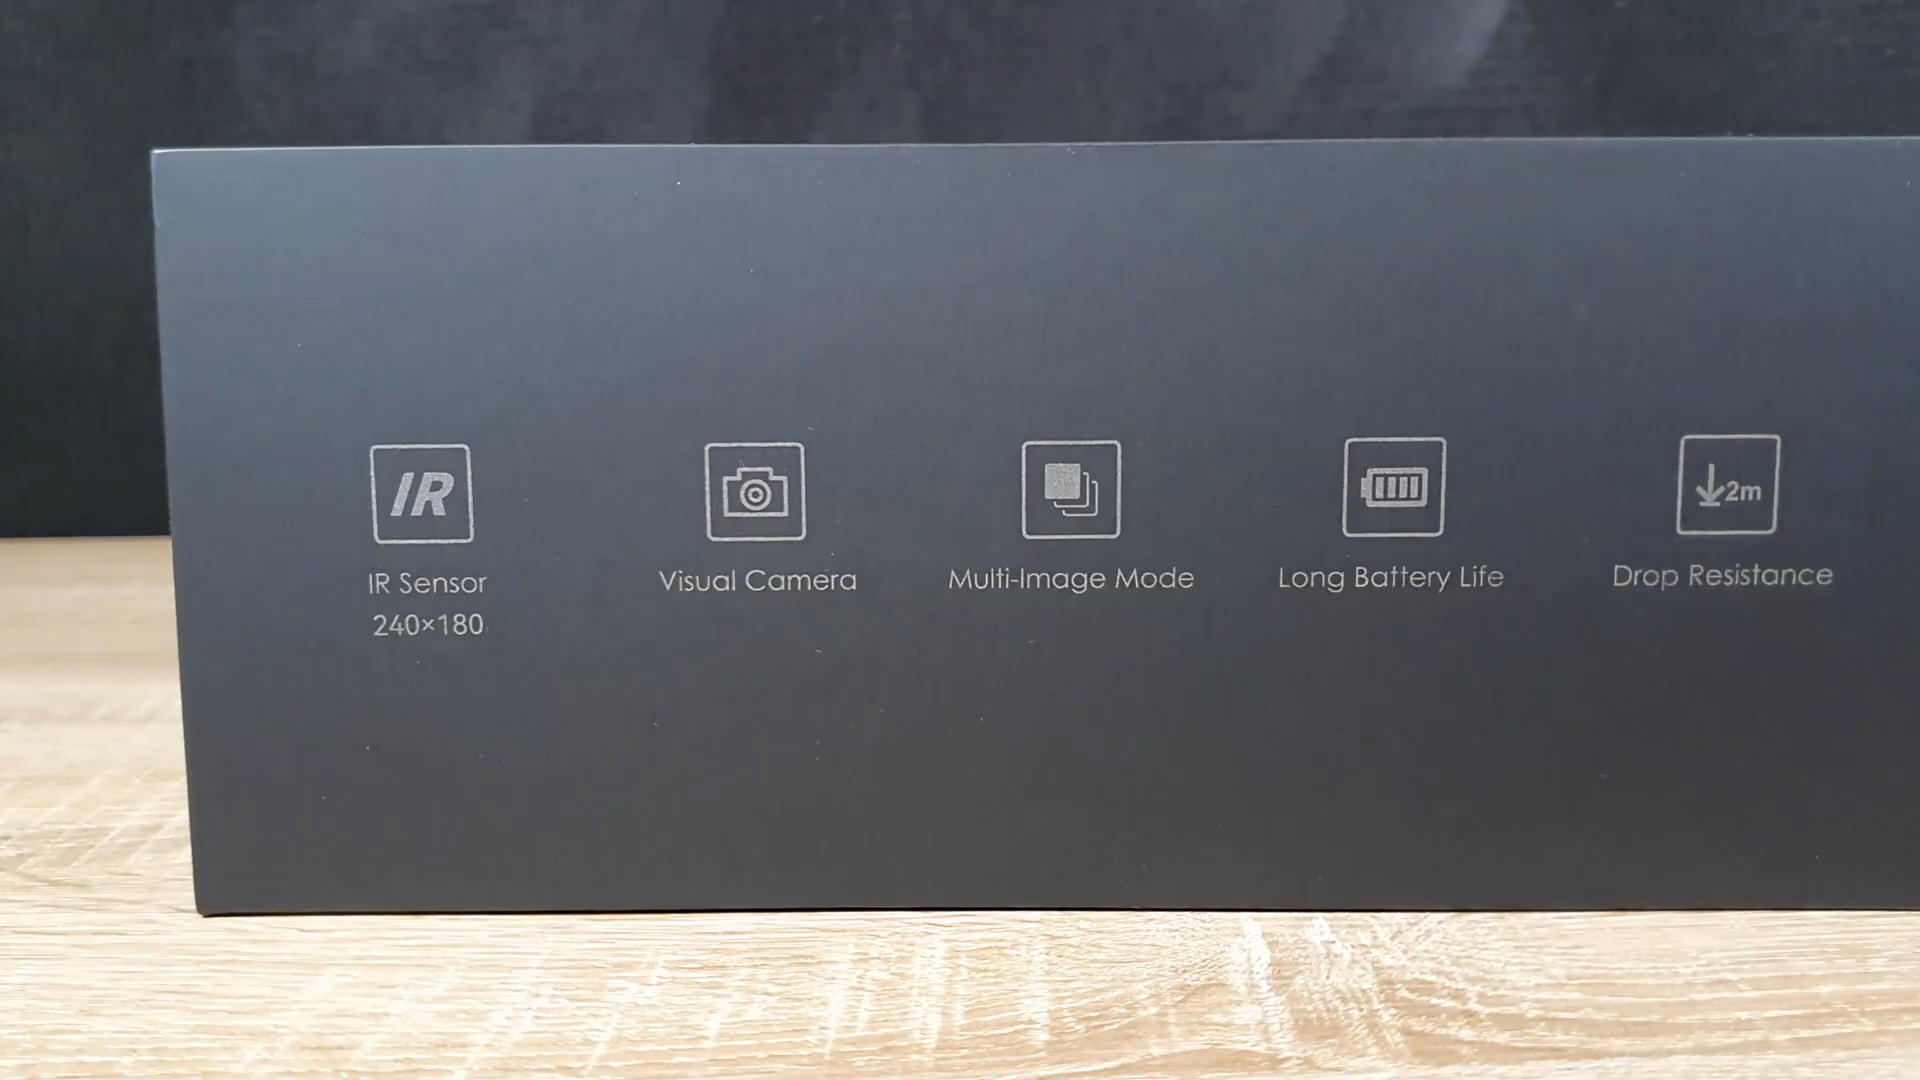 IR
2m
IR Sensor
Visual Camera
Multi-Image Mode
Long Battery Life
Drop Resistance
240×180